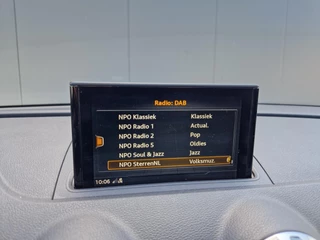 Radio: DAB
NPO Klassiek Klassiek
NPO Radio 1 Actual.
NPO Radio 2 Pop
NPO Radio 5 Oldies
NPO Soul & Jazz Jazz
NPO SterrenNL Volksmuz.
10:06